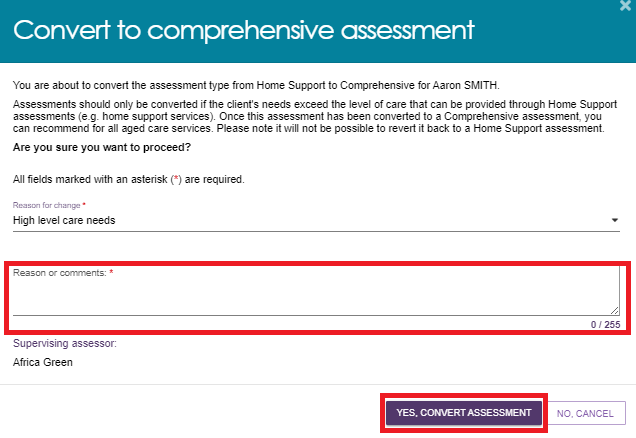 Convert to comprehensive assessment
You are about to convert the assessment type from Home Support to Comprehensive for Aaron SMITH.
Assessments should only be converted if the client's needs exceed the level of care that can be provided through Home Support
assessments (e.g. home support services). Once this assessment has been converted to a Comprehensive assessment, you
can recommend for all aged care services. Please note it will not be possible to revert it back to a Home Support assessment.
Are you sure you want to proceed?
All fields marked with an asterisk (*) are required.
Reason for change *
High level care needs
Reason or comments: *
0 / 255
Supervising assessor:
Africa Green
YES, CONVERT ASSESSMENT
NO, CANCEL